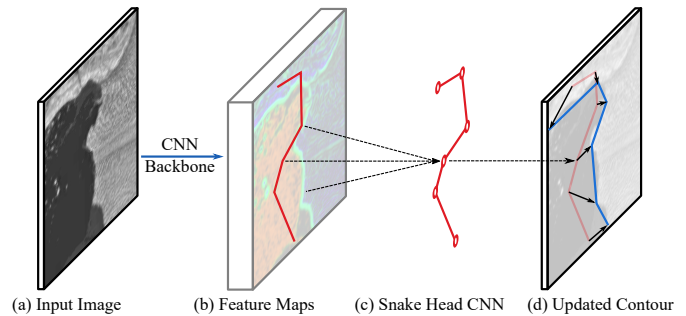 CNN
Backbone
(a) Input Image
(b) Feature Maps
(c) Snake Head CNN
(d) Updated Contour